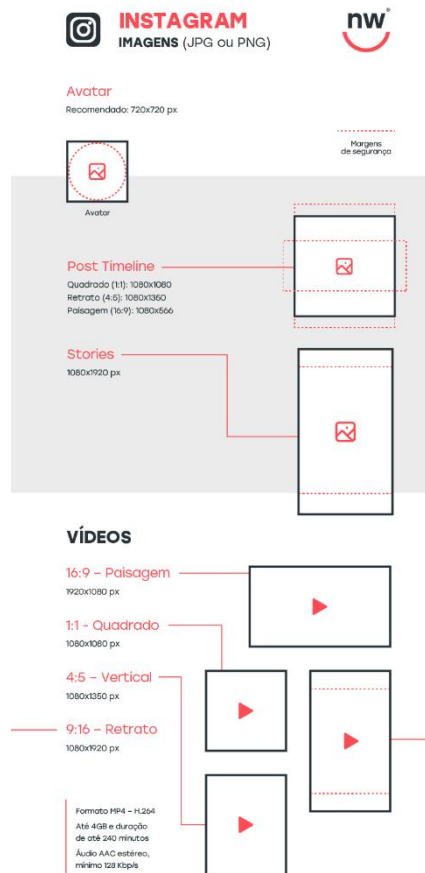 INSTAGRAM
IMAGENS (JPG ou PNG)
nw®
Avatar
Recomendado: 720x720 px
Margens
de segurança
Avatar
Post Timeline
Quadrado (1:1): 1080x1080
Retrato (4:5): 1080x1350
Paisagem (16:9): 1080x566
Stories
1080x1920 px
VÍDEOS
16:9 – Paisagem
1920x1080 px
1:1 - Quadrado
1080x1080 px
4:5 – Vertical
1080x1350 px
9:16 – Retrato
1080x1920 px
Formato MP4 – H.264
Até 4GB e duração
de até 240 minutos
Áudio AAC estéreo,
mínimo 128 Kbp/s